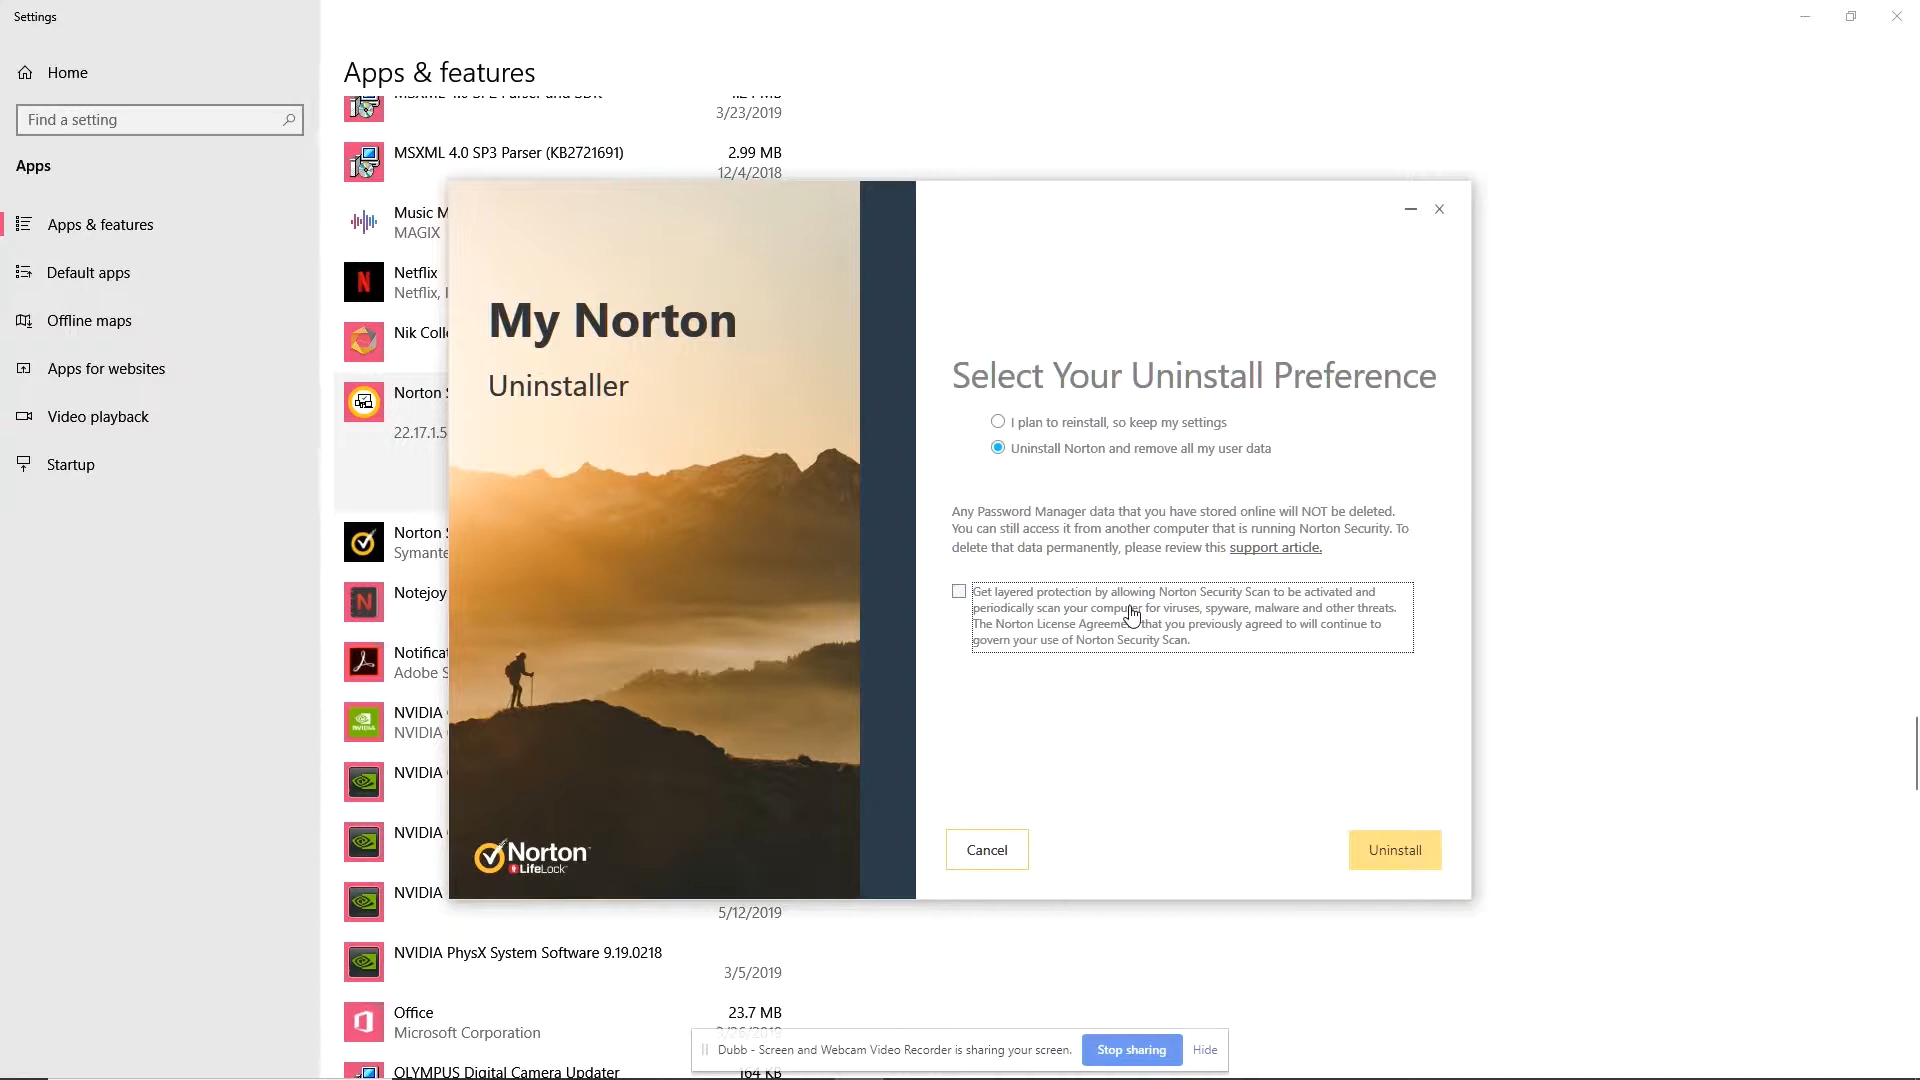 Settings
Home
Find a setting
Apps
Apps & features
Default apps
Offline maps
Apps for websites
Video playback
Startup
Apps & features
3/23/2019
MSXML 4.0 SP3 Parser (KB2721691) 2.99 MB
12/4/2018
Music M
MAGIX
Netflix
Netflix, I
Nik Colle
Norton S
22.17.1.5
Norton S
Symante
Notejoy
Notificat
Adobe S
NVIDIA
NVIDIA
NVIDIA
NVIDIA
NVIDIA
5/12/2019
NVIDIA PhysX System Software 9.19.0218
3/5/2019
Office 23.7 MB
Microsoft Corporation 3/26/2019
OLYMPUS Digital Camera Updater 164 KB
My Norton
Uninstaller
Norton
LifeLock
Select Your Uninstall Preference
I plan to reinstall, so keep my settings
Uninstall Norton and remove all my user data
Any Password Manager data that you have stored online will NOT be deleted.
You can still access it from another computer that is running Norton Security. To
delete that data permanently, please review this support article.
Get layered protection by allowing Norton Security Scan to be activated and
periodically scan your computer for viruses, spyware, malware and other threats.
The Norton License Agreement that you previously agreed to will continue to
govern your use of Norton Security Scan.
Cancel
Uninstall
Dubb - Screen and Webcam Video Recorder is sharing your screen.
Stop sharing
Hide